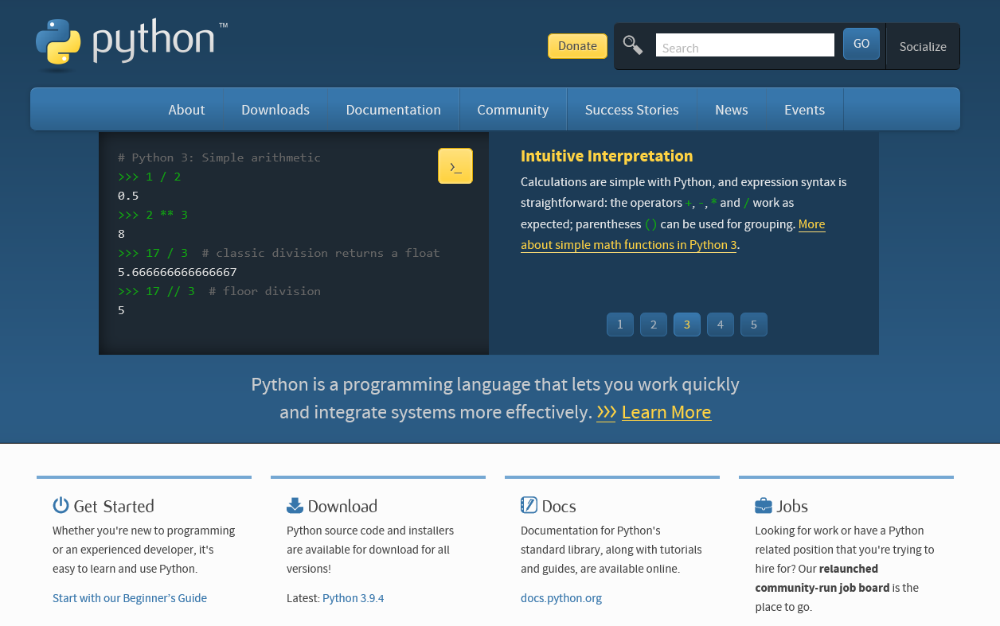 python™
Donate
Search
GO
Socialize
About Downloads Documentation Community Success Stories News Events
# Python 3: Simple arithmetic
>>> 1 / 2
0.5
>>> 2 ** 3
8
>>> 17 / 3  # classic division returns a float
5.666666666666667
>>> 17 // 3  # floor division
5
>_
Intuitive Interpretation
Calculations are simple with Python, and expression syntax is
straightforward: the operators +, -, * and / work as
expected; parentheses () can be used for grouping. More
about simple math functions in Python 3.
1 2 3 4 5
Python is a programming language that lets you work quickly
and integrate systems more effectively. >>> Learn More
Get Started
Whether you're new to programming
or an experienced developer, it's
easy to learn and use Python.
Start with our Beginner’s Guide
Download
Python source code and installers
are available for download for all
versions!
Latest: Python 3.9.4
Docs
Documentation for Python's
standard library, along with tutorials
and guides, are available online.
docs.python.org
Jobs
Looking for work or have a Python
related position that you're trying to
hire for? Our relaunched
community-run job board is the
place to go.